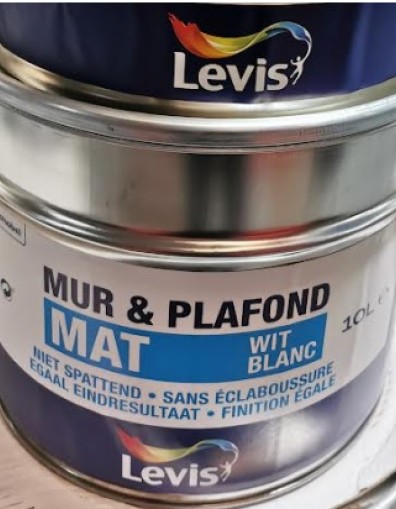 Levis
MUR & PLAFOND
MAT
WIT
BLANC
10L e
NIET SPATTEND • SANS ÉCLABOUSSURE
EGAAL EINDRESULTAAT • FINITION ÉGALE
Levis